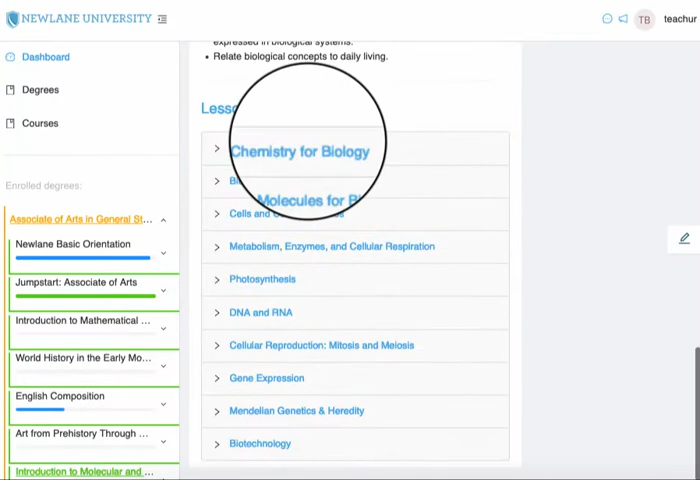 NEWLANE UNIVERSITY
TB
teachur
Dashboard
Degrees
Courses
Enrolled degrees:
Associate of Arts in General St...
Newlane Basic Orientation
Jumpstart: Associate of Arts
Introduction to Mathematical ...
World History in the Early Mo...
English Composition
Art from Prehistory Through ...
Introduction to Molecular and ...
expressed in biological systems.
• Relate biological concepts to daily living.
Lesso
Chemistry for Biology
Molecules for Bi
Cells and
Metabolism, Enzymes, and Cellular Respiration
Photosynthesis
DNA and RNA
Cellular Reproduction: Mitosis and Meiosis
Gene Expression
Mendelian Genetics & Heredity
Biotechnology